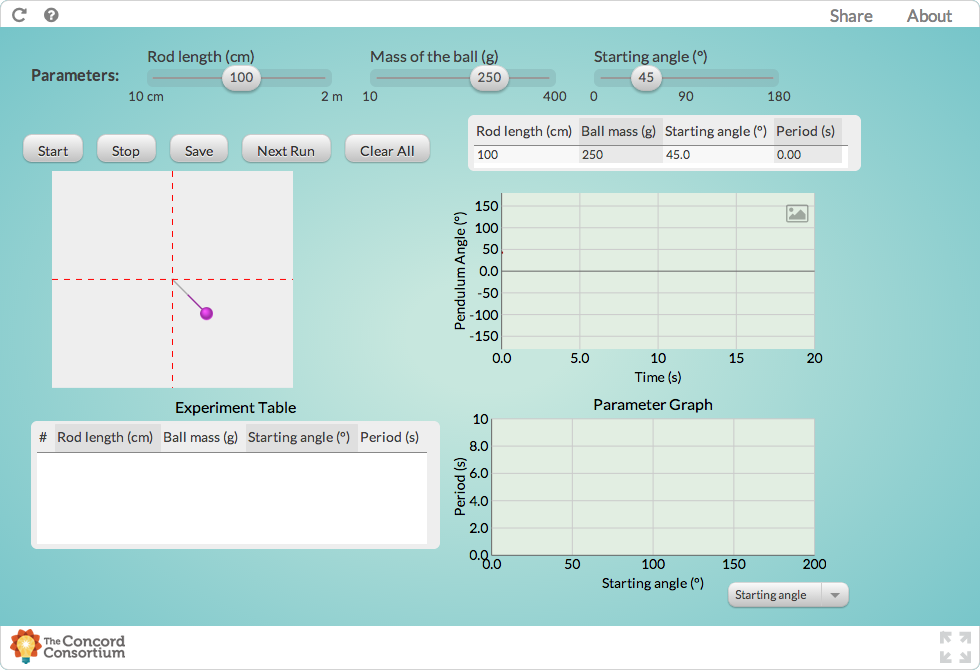 Share About
Parameters:
Rod length (cm)
100
10 cm 2 m
Mass of the ball (g)
250
10 400
Starting angle (º)
45
0 90 180
Start Stop Save Next Run Clear All
Rod length (cm) Ball mass (g) Starting angle (º) Period (s)
100 250 45.0 0.00
Pendulum Angle (º)
150
100
50
0.0
-50
-100
-150
0.0 5.0 10 15 20
Time (s)
Experiment Table
# Rod length (cm) Ball mass (g) Starting angle (º) Period (s)
Parameter Graph
Period (s)
10
8.0
6.0
4.0
2.0
0.0
0.0 50 100 150 200
Starting angle (º)
Starting angle
The Concord
Consortium